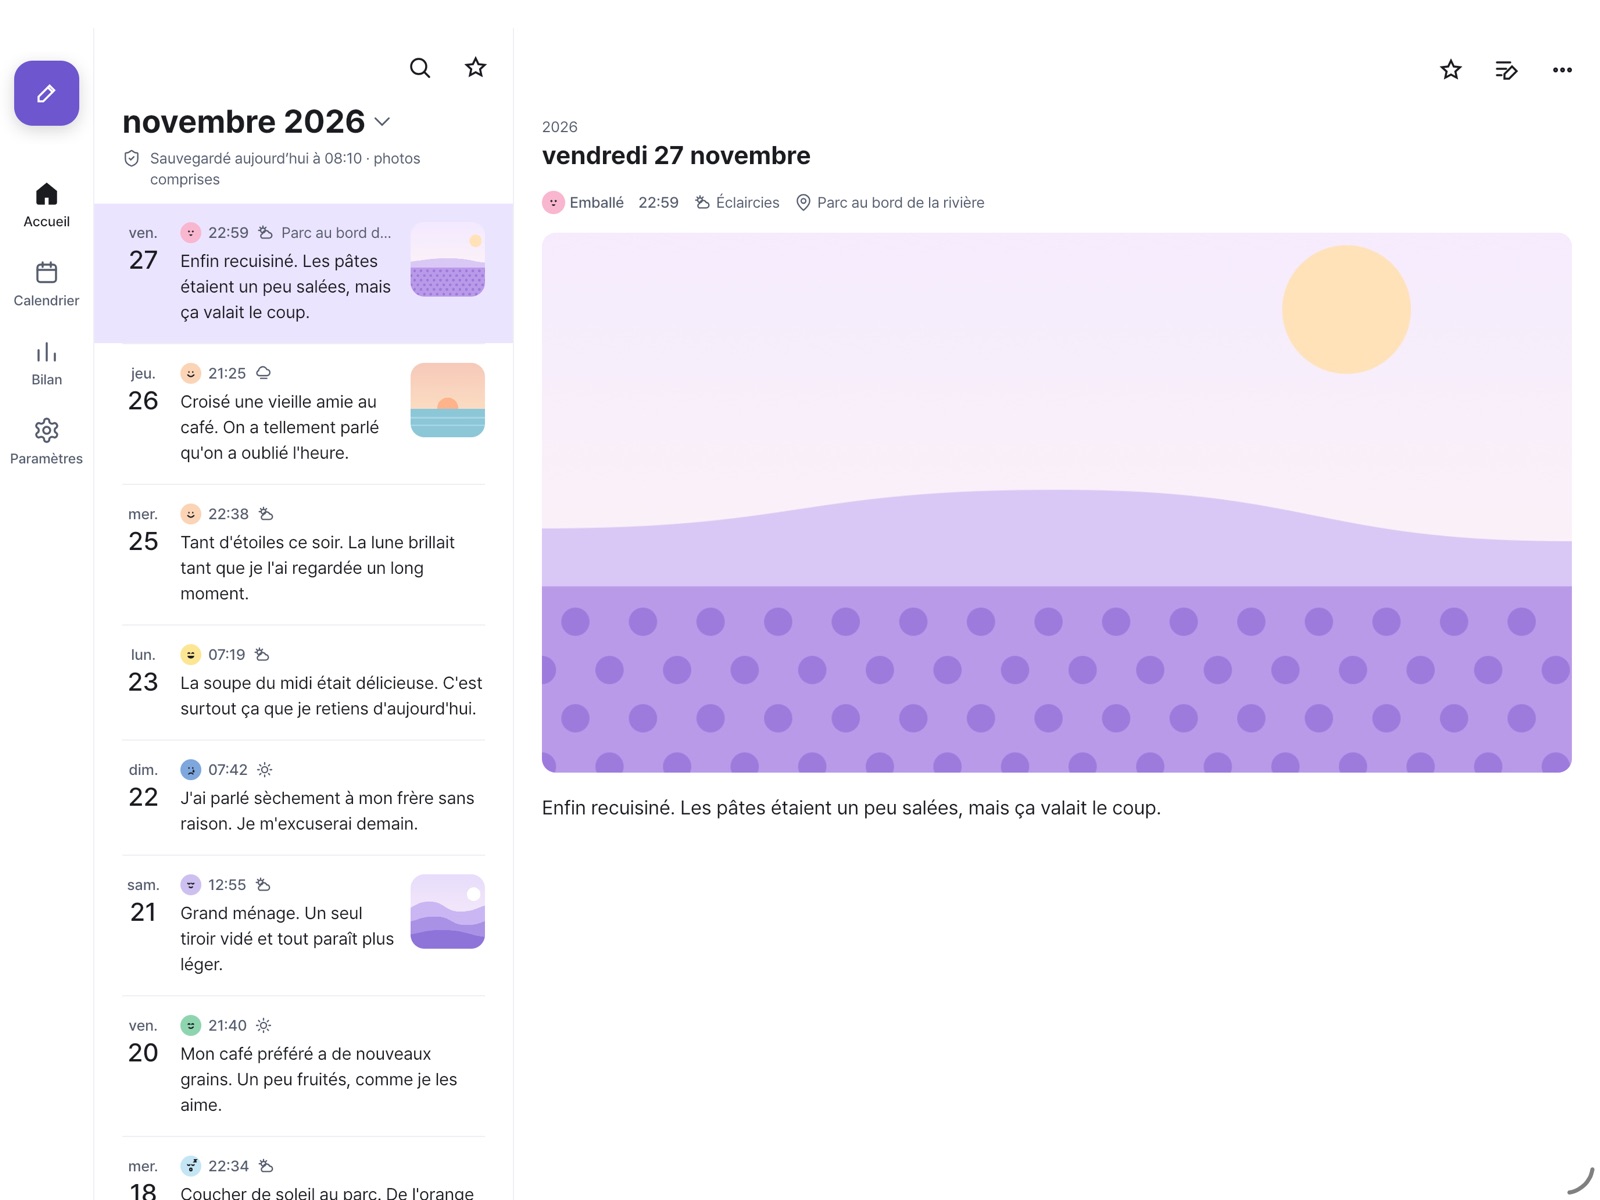 Accueil
Calendrier
Bilan
Paramètres
novembre 2026
Sauvegardé aujourd’hui à 08:10 · photos
comprises
ven.
27
22:59 Parc au bord d...
Enfin recuisiné. Les pâtes
étaient un peu salées, mais
ça valait le coup.
jeu.
26
21:25
Croisé une vieille amie au
café. On a tellement parlé
qu'on a oublié l'heure.
mer.
25
22:38
Tant d'étoiles ce soir. La lune brillait
tant que je l'ai regardée un long
moment.
lun.
23
07:19
La soupe du midi était délicieuse. C'est
surtout ça que je retiens d'aujourd'hui.
dim.
22
07:42
J'ai parlé sèchement à mon frère sans
raison. Je m'excuserai demain.
sam.
21
12:55
Grand ménage. Un seul
tiroir vidé et tout paraît plus
léger.
ven.
20
21:40
Mon café préféré a de nouveaux
grains. Un peu fruités, comme je les
aime.
mer.
18
22:34
Coucher de soleil au parc. De l'orange
2026
vendredi 27 novembre
Emballé 22:59 Éclaircies Parc au bord de la rivière
Enfin recuisiné. Les pâtes étaient un peu salées, mais ça valait le coup.